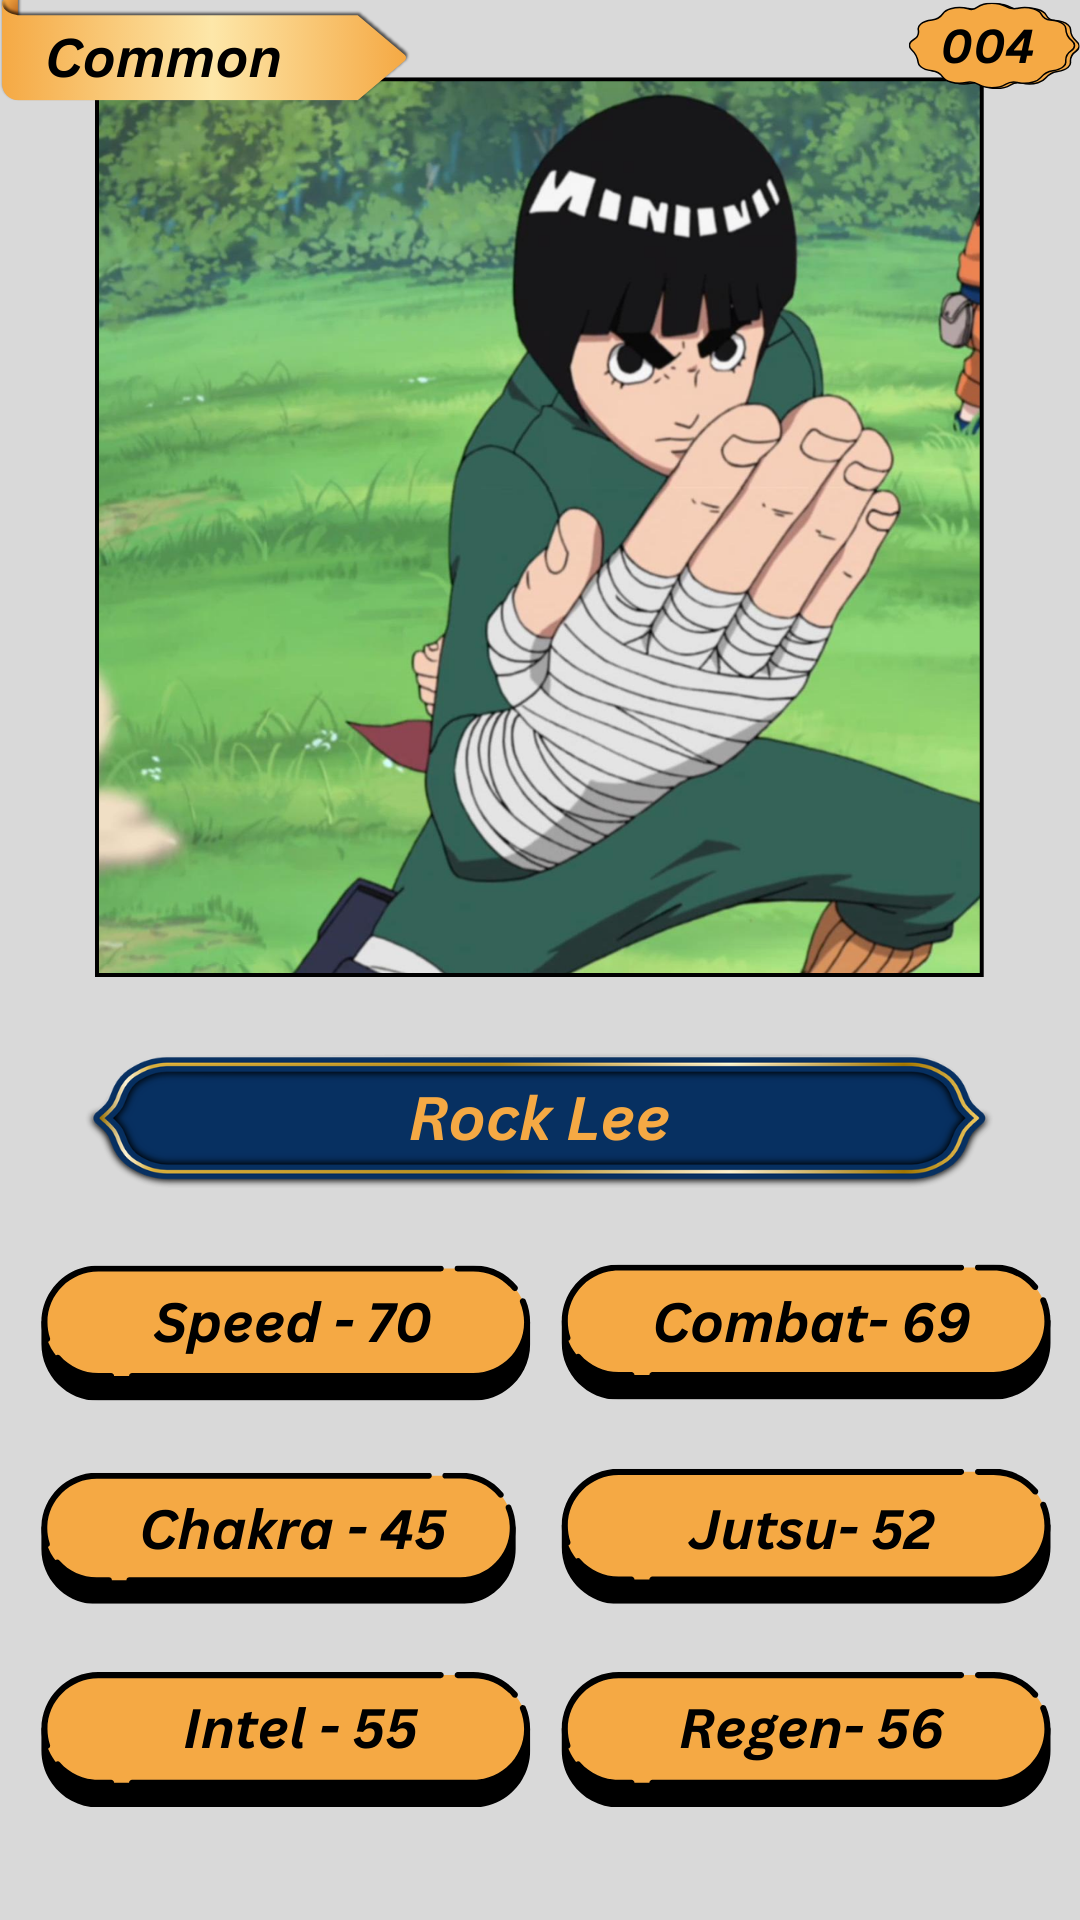 Common
004
Rock Lee
Speed - 70
Combat- 69
Chakra - 45
Jutsu- 52
Intel - 55
Regen- 56